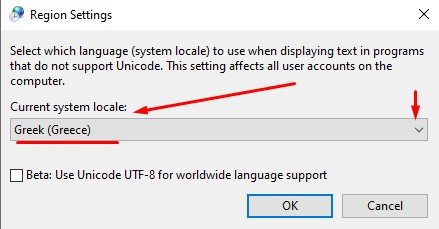 Region Settings
Select which language (system locale) to use when displaying text in programs
that do not support Unicode. This setting affects all user accounts on the
computer.
Current system locale:
Greek (Greece)
Beta: Use Unicode UTF-8 for worldwide language support
OK
Cancel